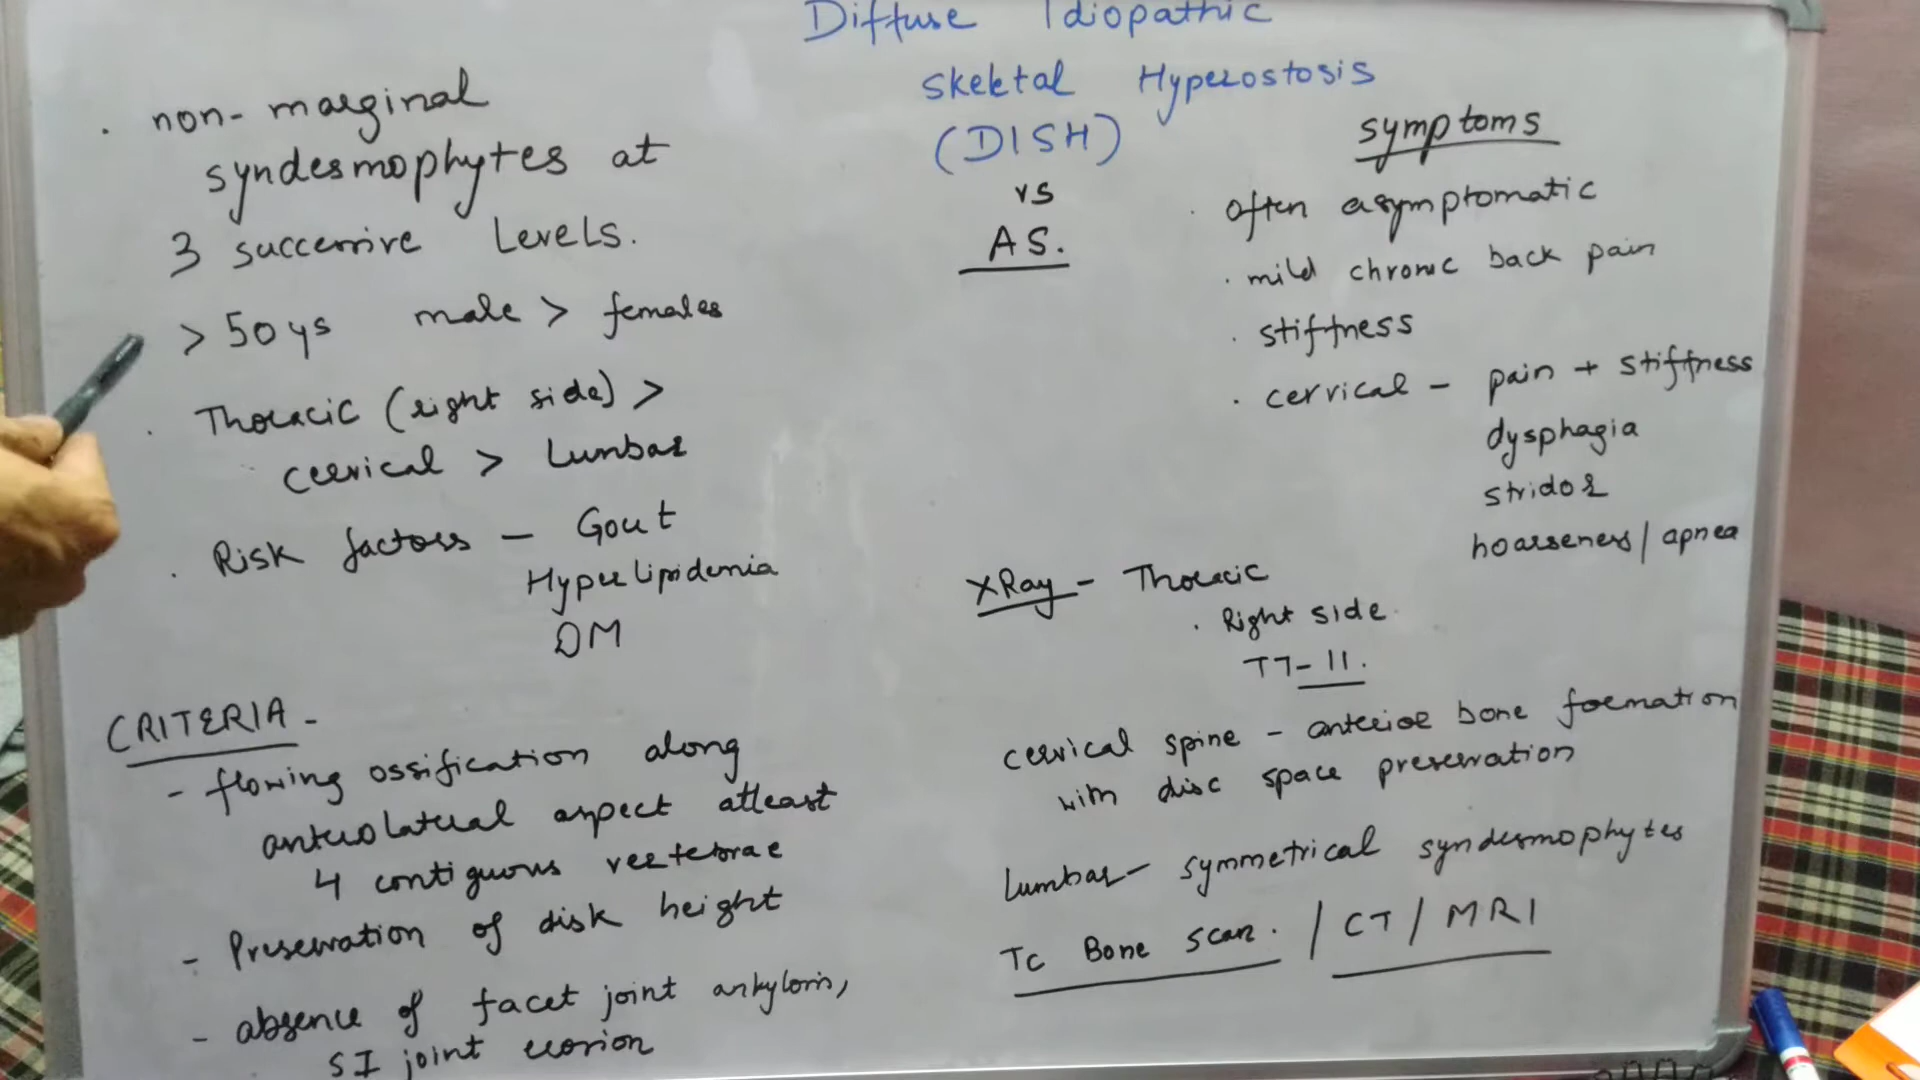 Diffuse Idiopathic
Skeletal Hyperostosis
(DISH)
vs
AS.
. non-marginal
syndesmophytes at
3 successive Levels.
> 50 ys male > females
. Thoracic (right side) >
cervical > Lumbar
. Risk factors - Gout
Hyperlipidemia
DM
CRITERIA -
- flowing ossification along
anterolateral aspect atleast
4 contiguous vertebrae
- Preservation of disk height
- absence of facet joint ankylosis,
SI joint erosion
symptoms
. often asymptomatic
. mild chronic back pain
. stiffness
. cervical - pain + stiffness
dysphagia
stridor
hoarseness / apnea
XRay - Thoracic
. Right side
T7-11.
cervical spine - anterior bone formation
with disc space preservation
lumbar - symmetrical syndesmophytes
Tc Bone scan. / CT / MRI